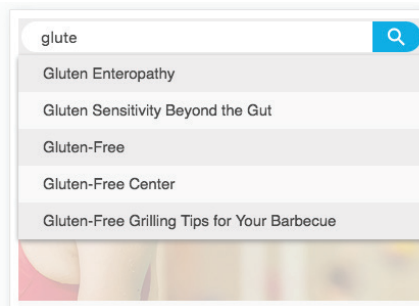 glute
Gluten Enteropathy
Gluten Sensitivity Beyond the Gut
Gluten-Free
Gluten-Free Center
Gluten-Free Grilling Tips for Your Barbecue